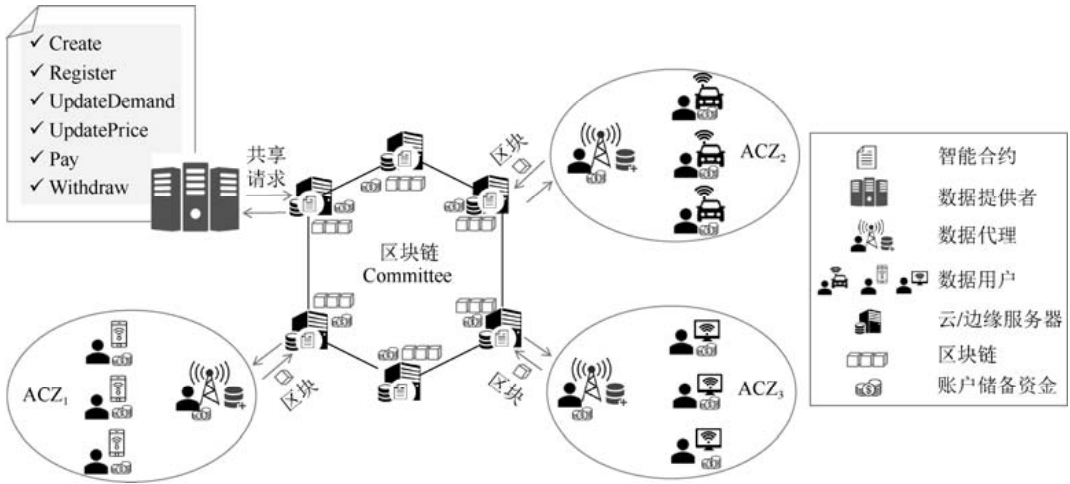 ✓ Create
✓ Register
✓ UpdateDemand
✓ UpdatePrice
✓ Pay
✓ Withdraw
共享
请求
区块
ACZ₂
区块链
Committee
ACZ₁
区块
区块
ACZ₃
智能合约
数据提供者
数据代理
数据用户
云/边缘服务器
区块链
账户储备资金